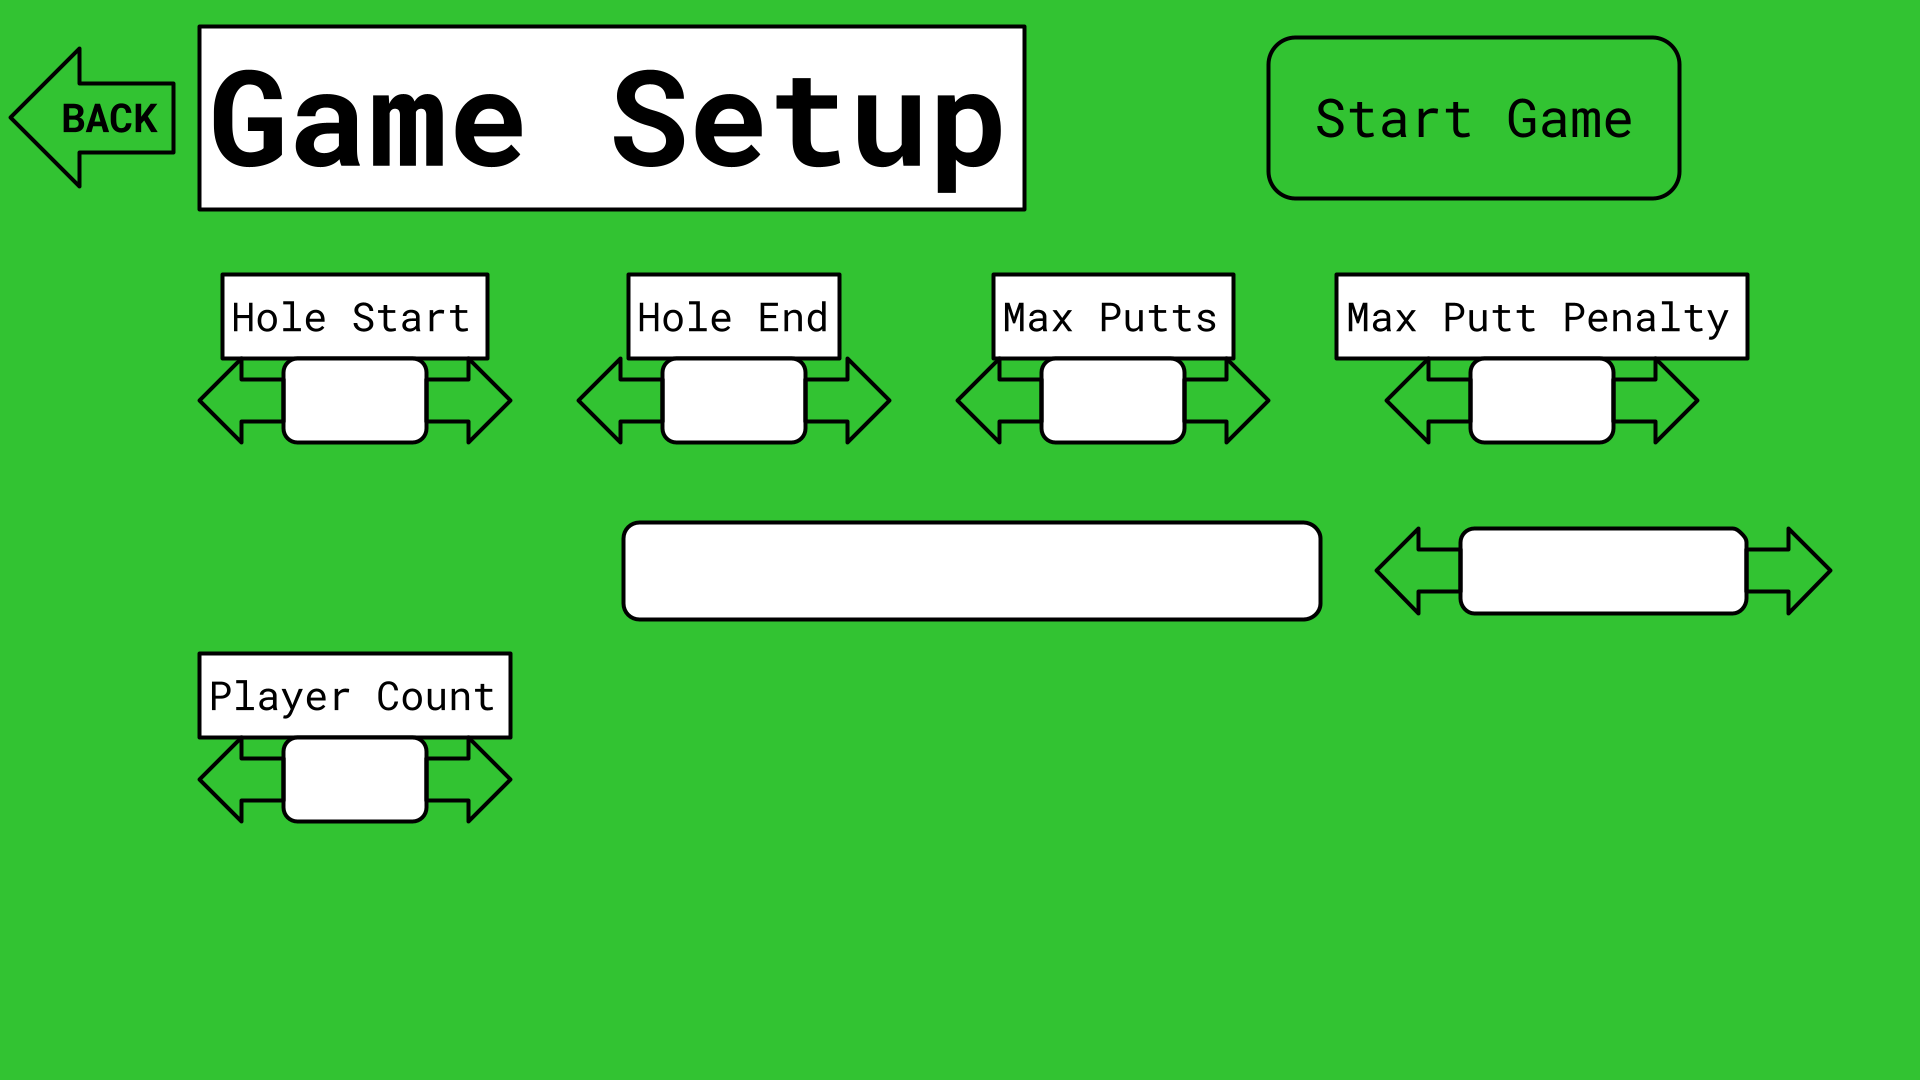 BACK
Game Setup
Start Game
Hole Start
Hole End
Max Putts
Max Putt Penalty
Player Count